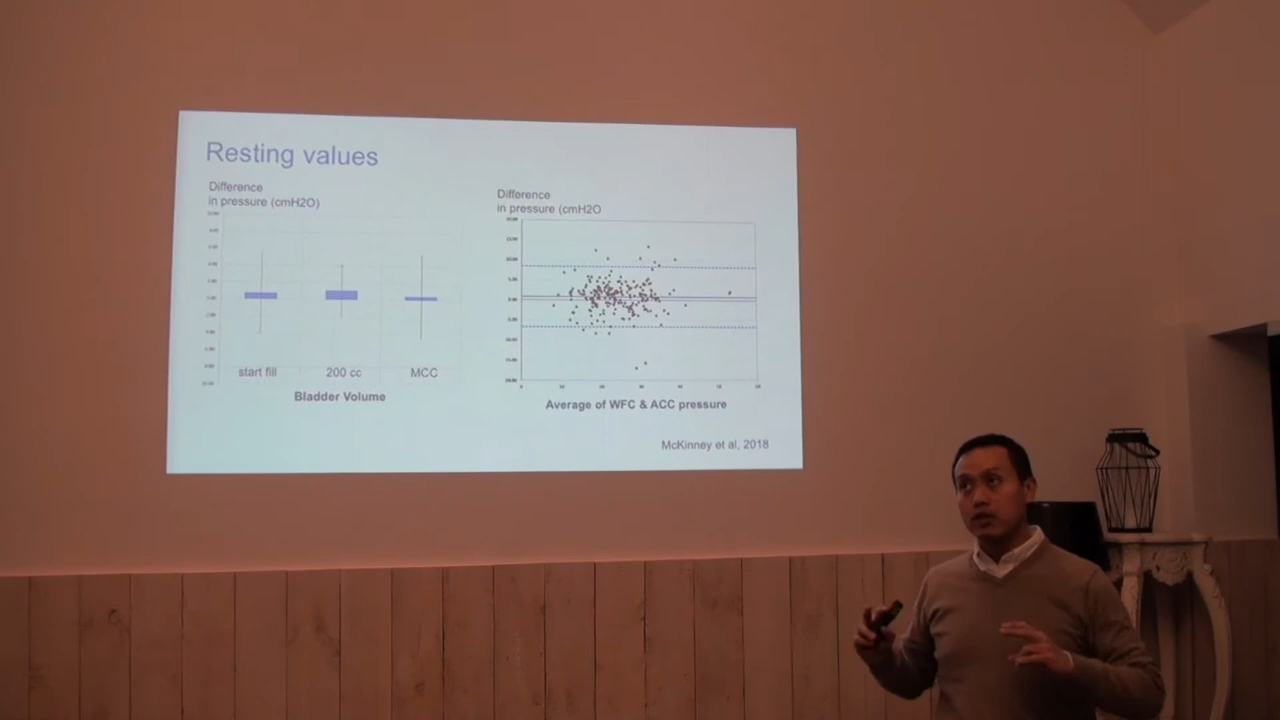 Resting values
Difference
in pressure (cmH2O)
start fill
200 cc
MCC
Bladder Volume
Difference
in pressure (cmH2O
Average of WFC & ACC pressure
McKinney et al, 2018